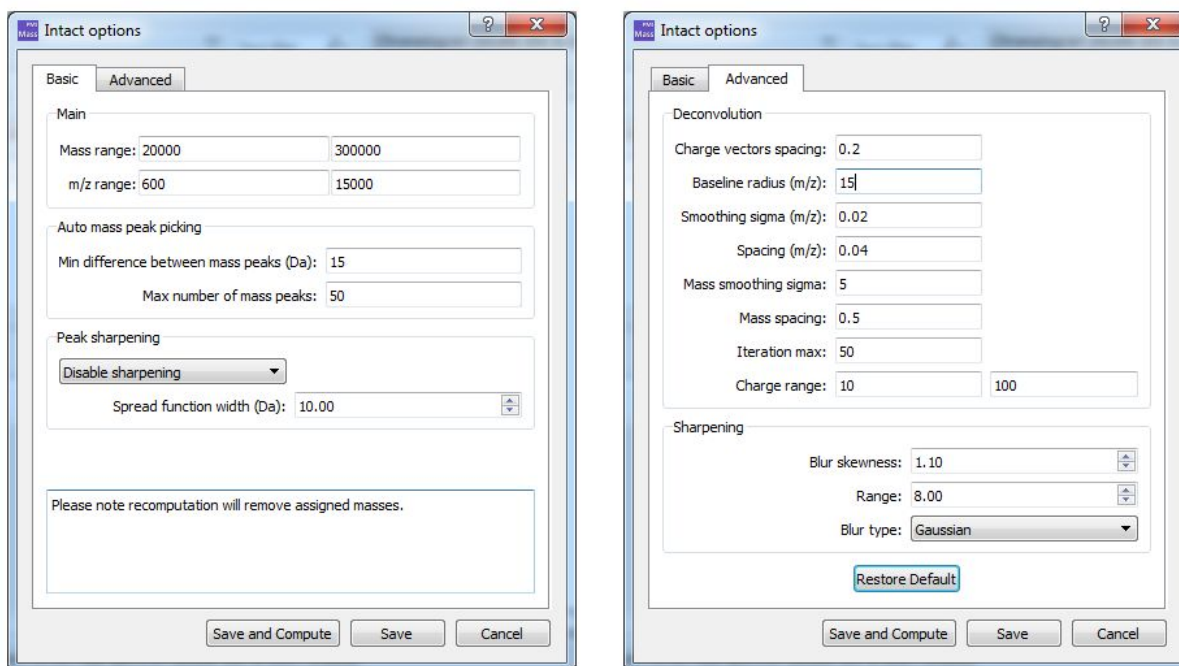 PMI Mass Intact options
Basic Advanced
Main
Mass range: 20000 300000
m/z range: 600 15000
Auto mass peak picking
Min difference between mass peaks (Da): 15
Max number of mass peaks: 50
Peak sharpening
Disable sharpening
Spread function width (Da): 10.00
Please note recomputation will remove assigned masses.
Save and Compute Save Cancel
PMI Mass Intact options
Basic Advanced
Deconvolution
Charge vectors spacing: 0.2
Baseline radius (m/z): 15
Smoothing sigma (m/z): 0.02
Spacing (m/z): 0.04
Mass smoothing sigma: 5
Mass spacing: 0.5
Iteration max: 50
Charge range: 10 100
Sharpening
Blur skewness: 1.10
Range: 8.00
Blur type: Gaussian
Restore Default
Save and Compute Save Cancel